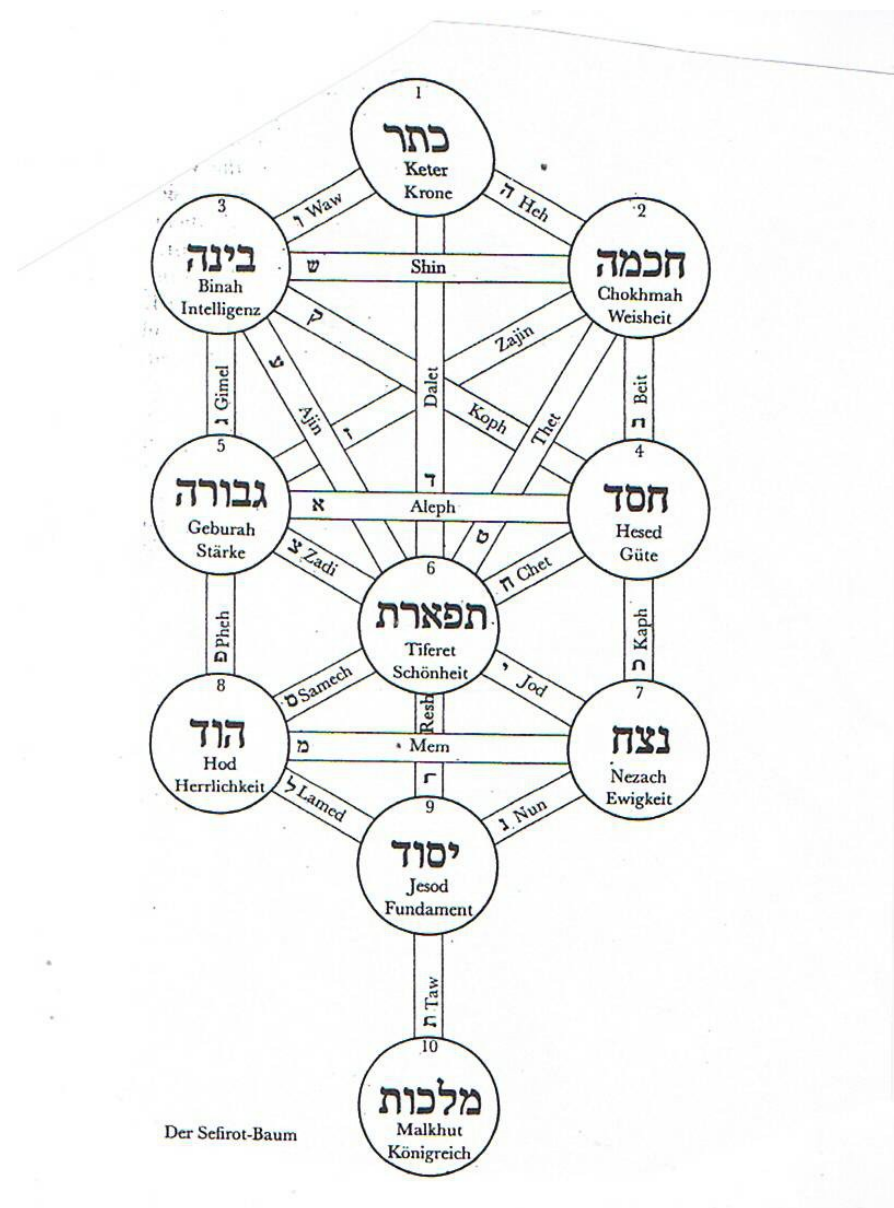 1
כתר
Keter
Krone
ו Waw
ה Heh
3
בינה
Binah
Intelligenz
2
חכמה
Chokhmah
Weisheit
ש Shin
ק Koph
ז Zajin
ע Ajin
ד Dalet
ט Thet
ג Gimel
ב Beit
5
גבורה
Geburah
Stärke
4
חסד
Hesed
Güte
א Aleph
צ Zadi
ח Chet
6
תפארת
Tiferet
Schönheit
פ Pheh
כ Kaph
ס Samech
י Jod
8
הוד
Hod
Herrlichkeit
7
נצח
Nezach
Ewigkeit
ר Resh
מ Mem
ל Lamed
נ Nun
9
יסוד
Jesod
Fundament
ת Taw
10
מלכות
Malkhut
Königreich
Der Sefirot-Baum